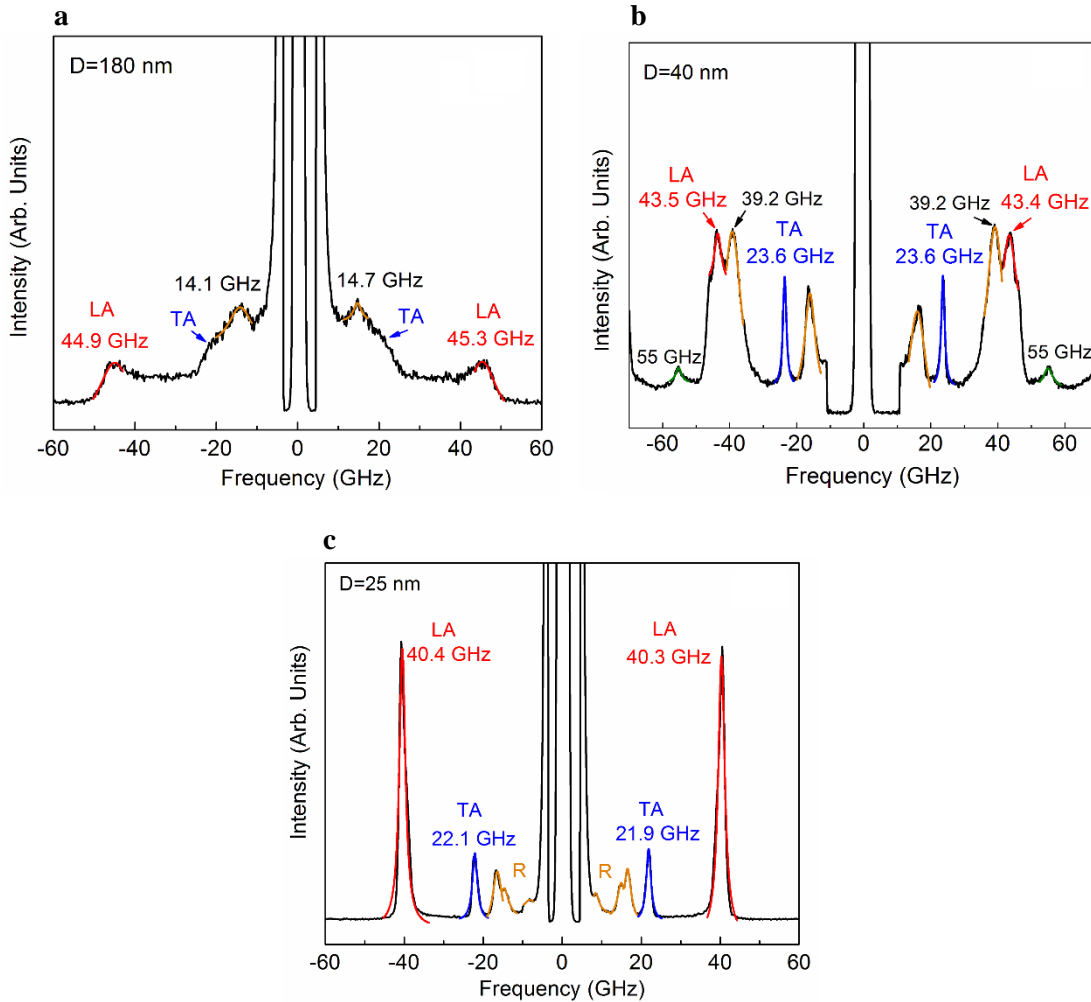 a
D=180 nm
Intensity (Arb. Units)
LA
44.9 GHz
TA
14.1 GHz
14.7 GHz
TA
LA
45.3 GHz
-60 -40 -20 0 20 40 60
Frequency (GHz)
b
D=40 nm
Intensity (Arb. Units)
LA
43.5 GHz
39.2 GHz
TA
23.6 GHz
55 GHz
39.2 GHz
LA
43.4 GHz
TA
23.6 GHz
55 GHz
-60 -40 -20 0 20 40 60
Frequency (GHz)
c
D=25 nm
Intensity (Arb. Units)
LA
40.4 GHz
TA
22.1 GHz
R
R
LA
40.3 GHz
TA
21.9 GHz
-60 -40 -20 0 20 40 60
Frequency (GHz)